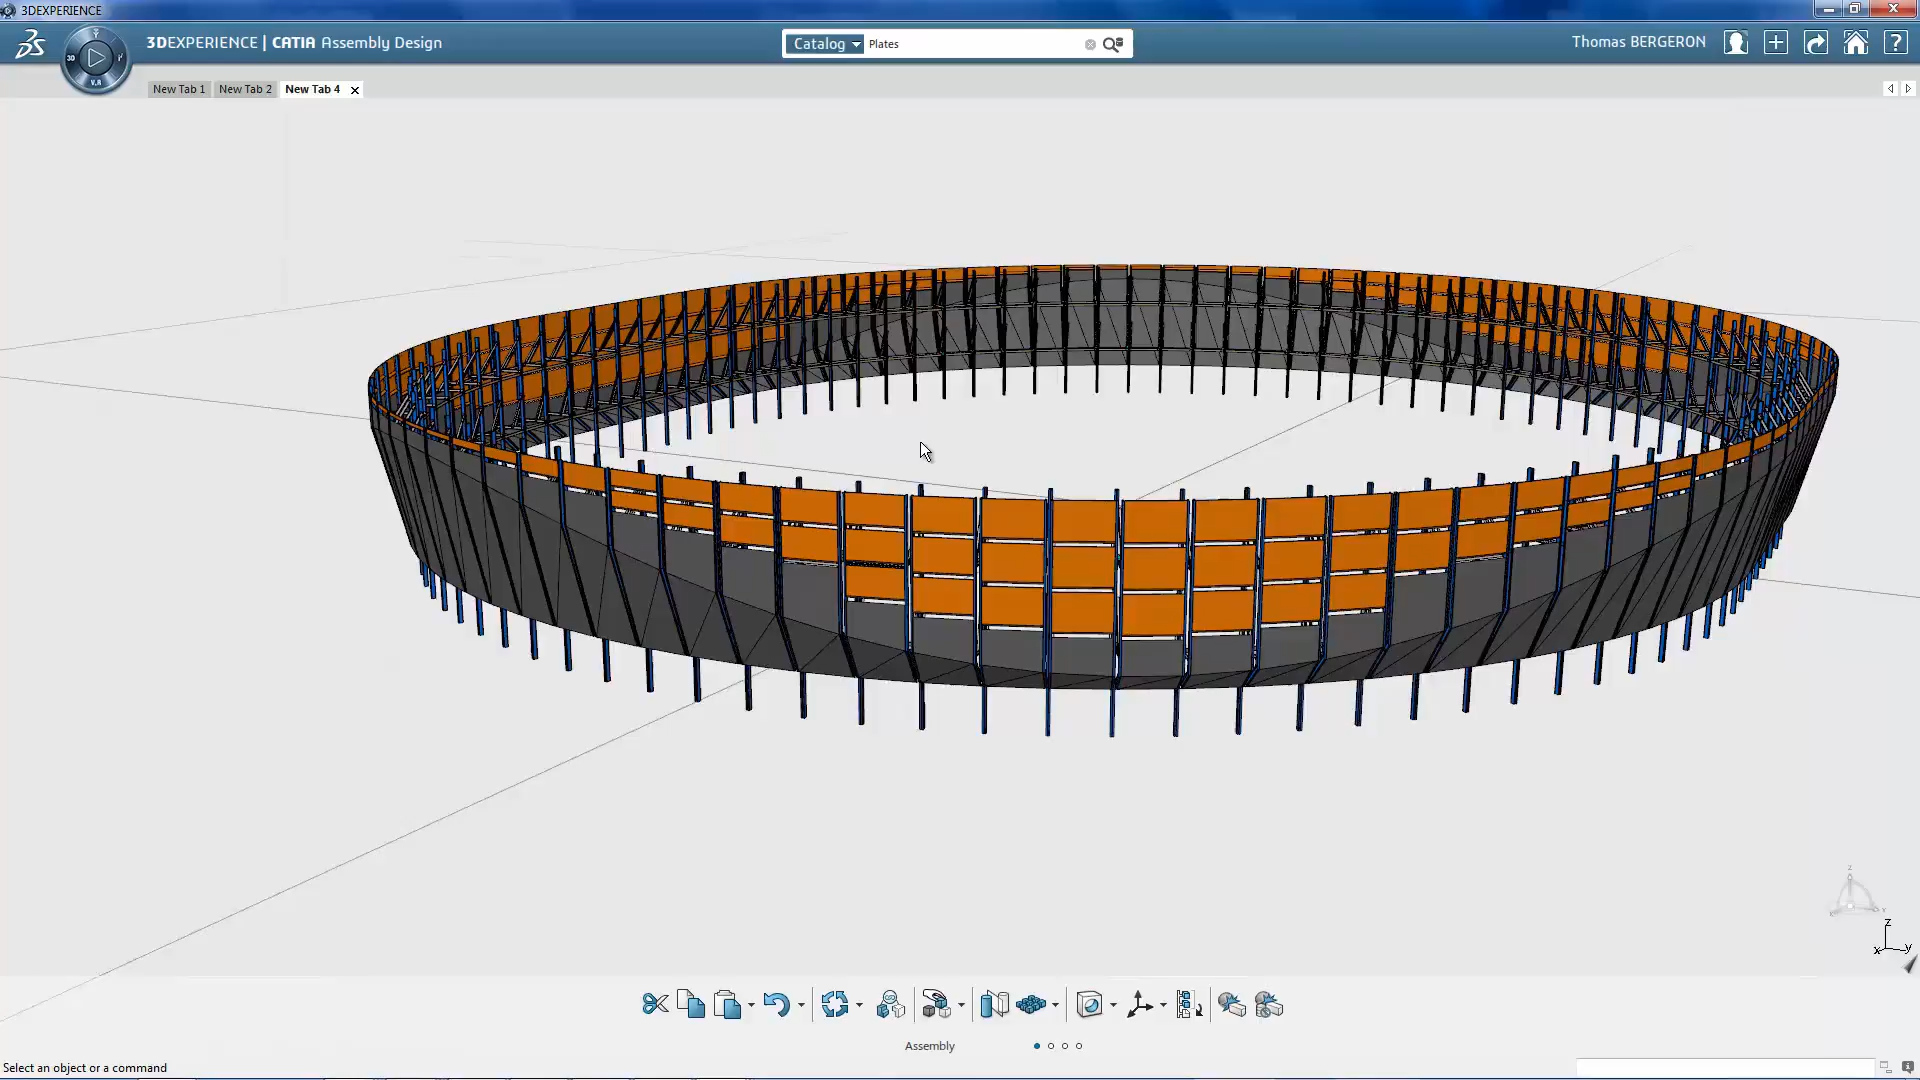 3DEXPERIENCE
3DEXPERIENCE | CATIA Assembly Design
Catalog
Plates
Thomas BERGERON
3D
V.R
New Tab 1
New Tab 2
New Tab 4
z
y
x
Assembly
Select an object or a command